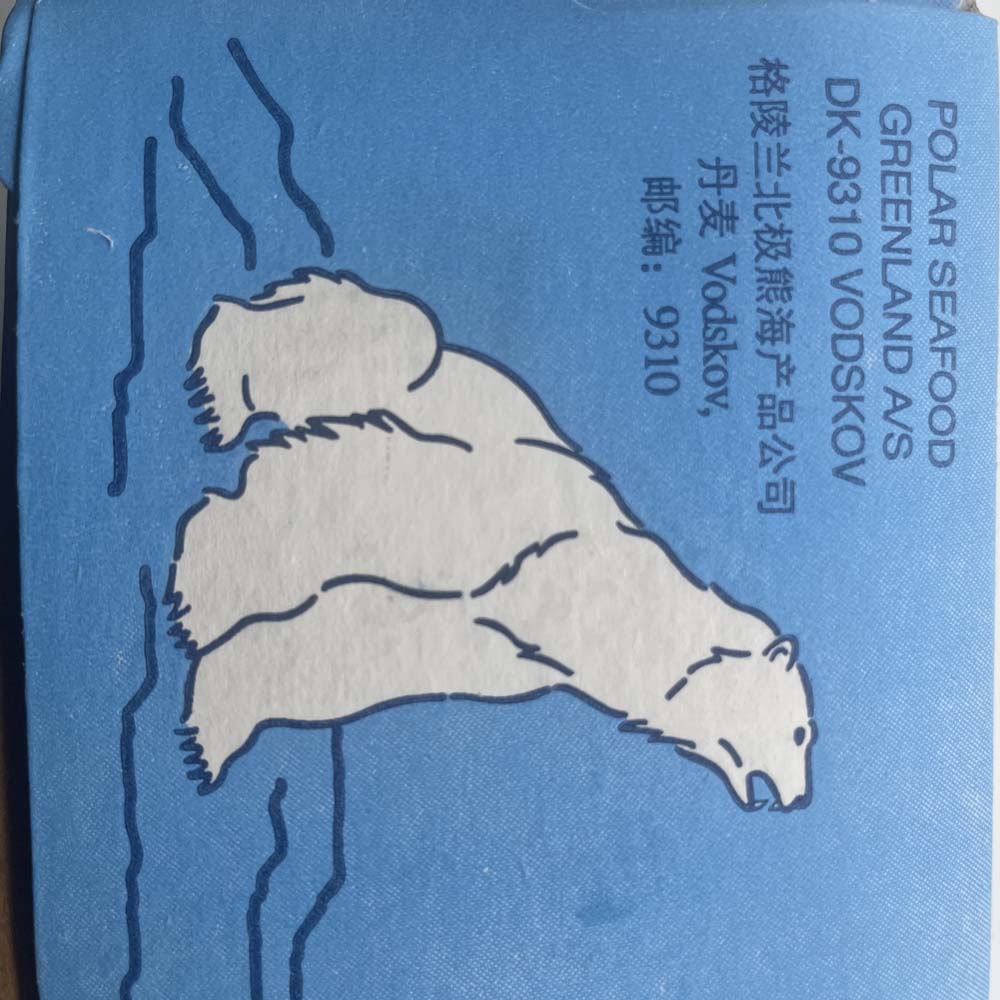 POLAR SEAFOOD
GREENLAND A/S
DK-9310 VODSKOV
格陵兰北极熊海产品公司
丹麦 Vodskov,
邮编：9310